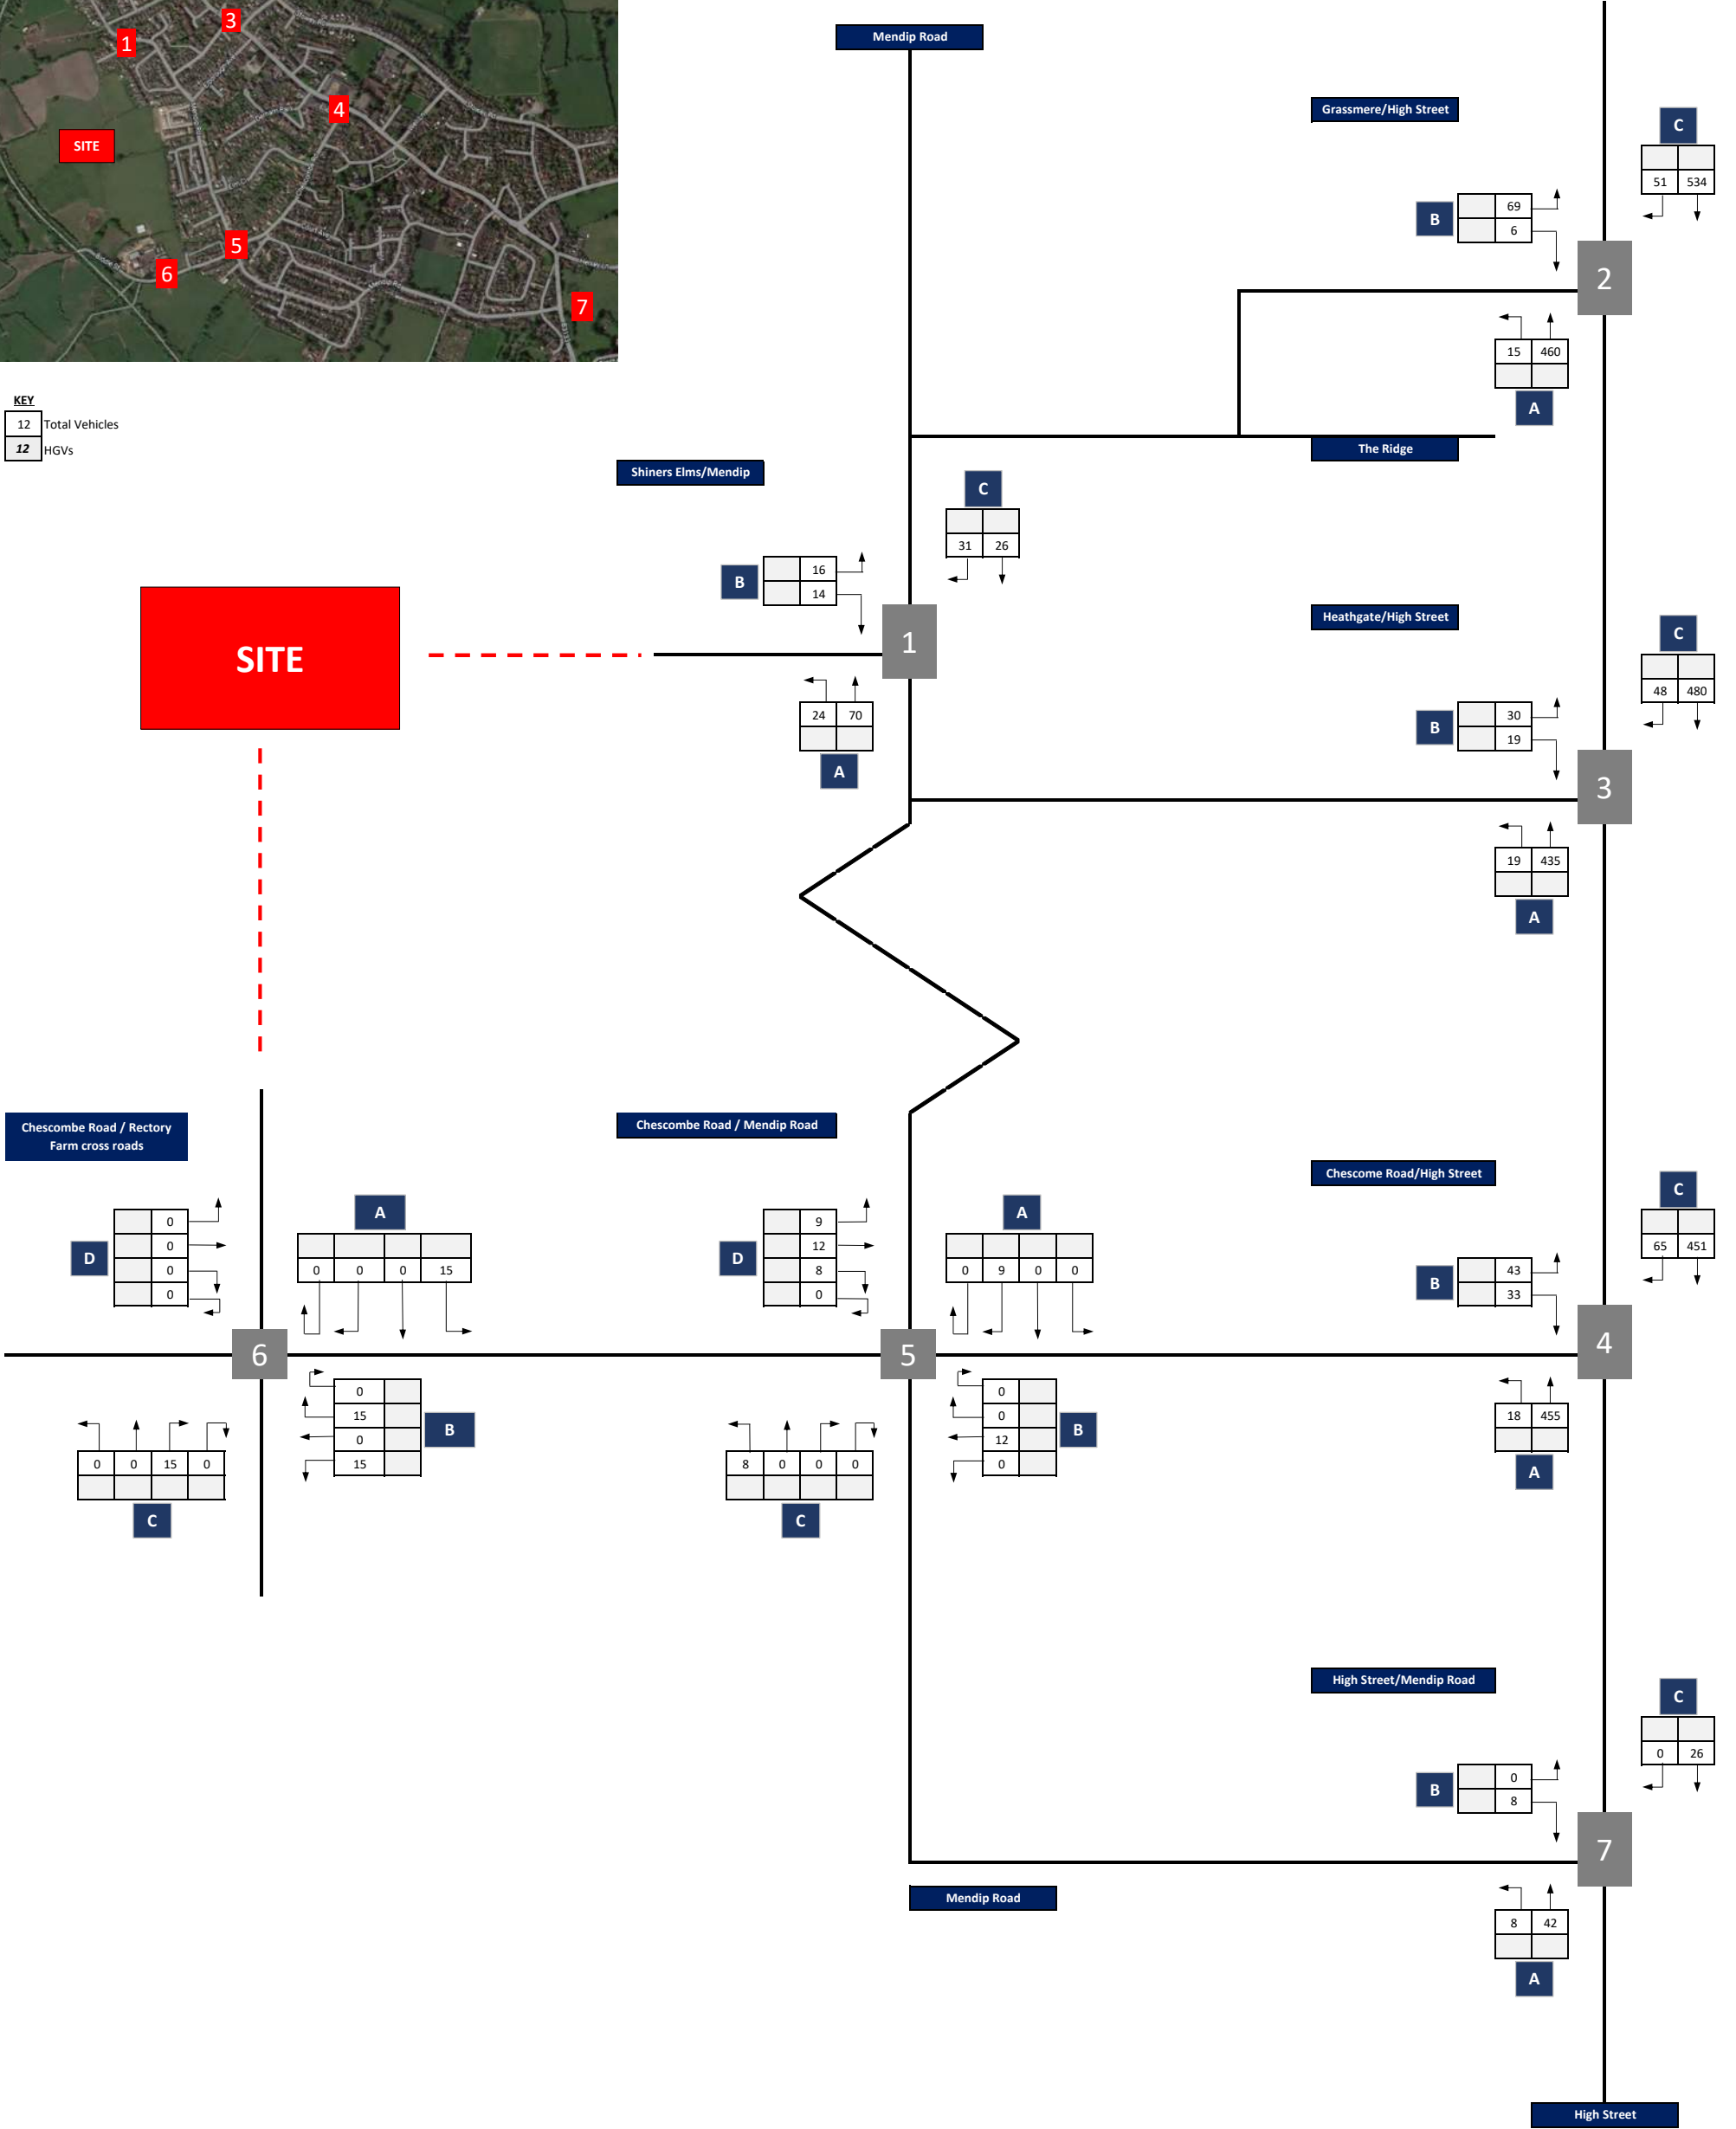 3
1
4
SITE
5
6
7
Mendip Road
Grassmere/High Street
C
51 534
B
69
6
2
15 460
A
KEY
12 Total Vehicles
12 HGVs
The Ridge
Shiners Elms/Mendip
C
31 26
B
16
14
SITE
1
24 70
A
Heathgate/High Street
C
48 480
B
30
19
3
19 435
A
Chescombe Road / Rectory
Farm cross roads
D
0
0
0
0
A
0 0 0 15
6
0
15
0
15
B
0 0 15 0
C
Chescombe Road / Mendip Road
D
9
12
8
0
A
0 9 0 0
5
0
0
12
0
B
8 0 0 0
C
Chescome Road/High Street
C
65 451
B
43
33
4
18 455
A
High Street/Mendip Road
C
0 26
B
0
8
7
Mendip Road
8 42
A
High Street